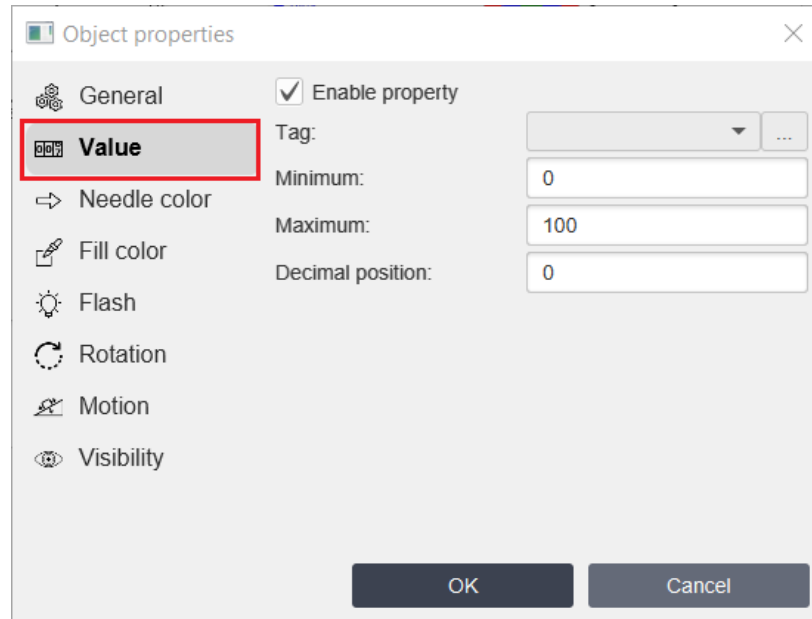 Object properties
General
Value
Needle color
Fill color
Flash
Rotation
Motion
Visibility
Enable property
Tag:
...
Minimum: 0
Maximum: 100
Decimal position: 0
OK Cancel